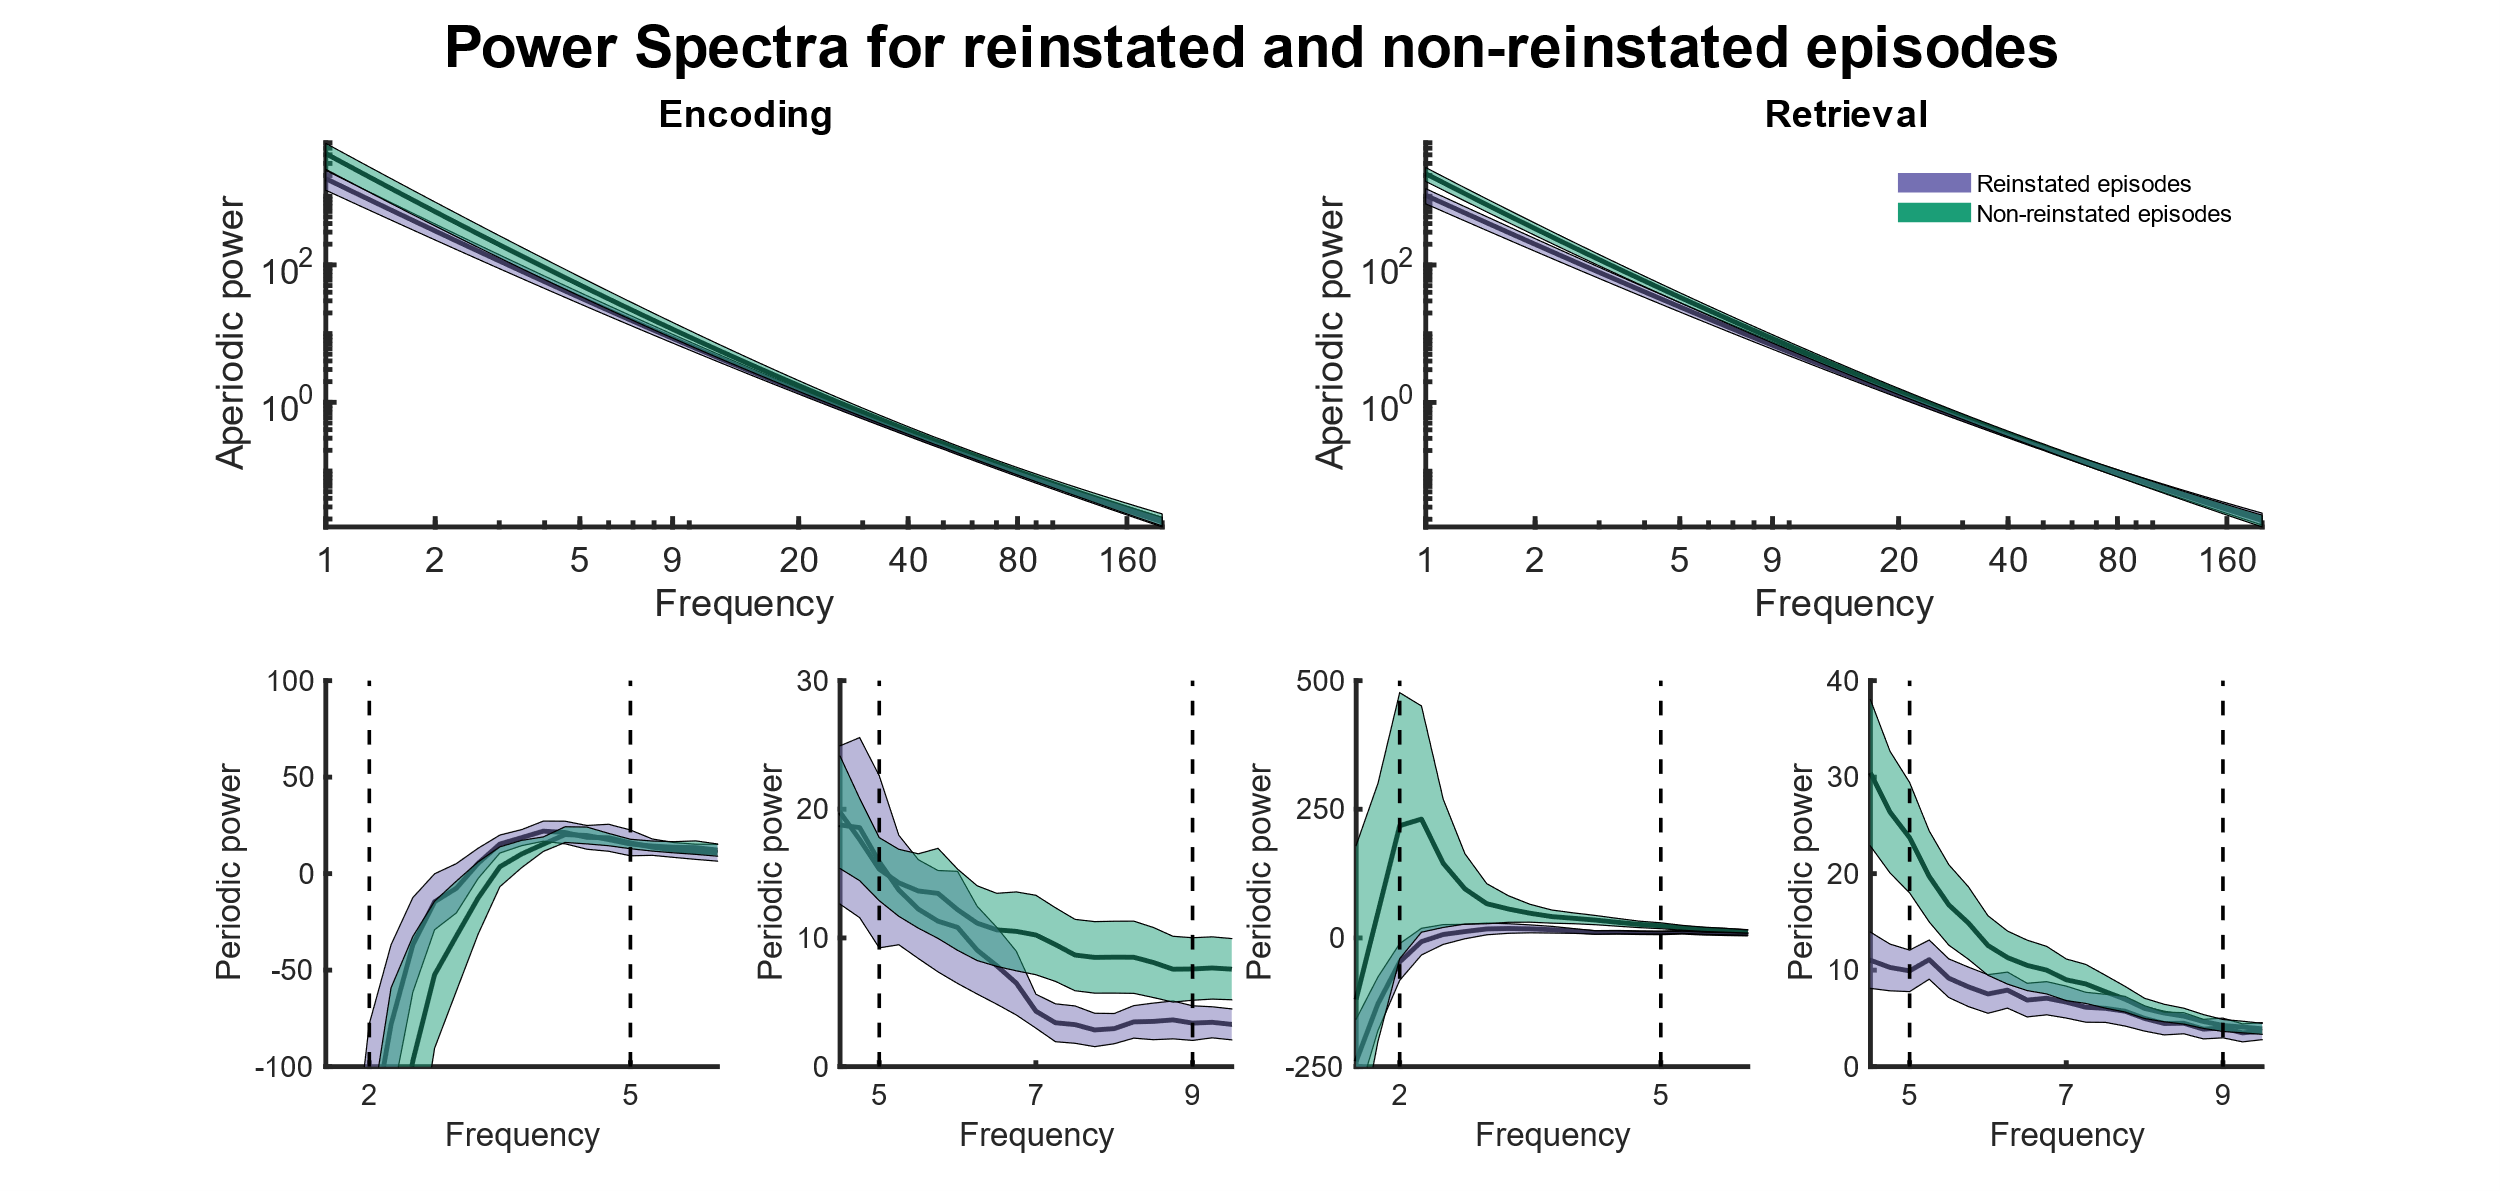 Power Spectra for reinstated and non-reinstated episodes
Encoding
Aperiodic power
10^2
10^0
1 2 5 9 20 40 80 160
Frequency
Retrieval
Reinstated episodes
Non-reinstated episodes
Aperiodic power
10^2
10^0
1 2 5 9 20 40 80 160
Frequency
Periodic power
100
50
0
-50
-100
2 5
Frequency
Periodic power
30
20
10
0
5 7 9
Frequency
Periodic power
500
250
0
-250
2 5
Frequency
Periodic power
40
30
20
10
0
5 7 9
Frequency